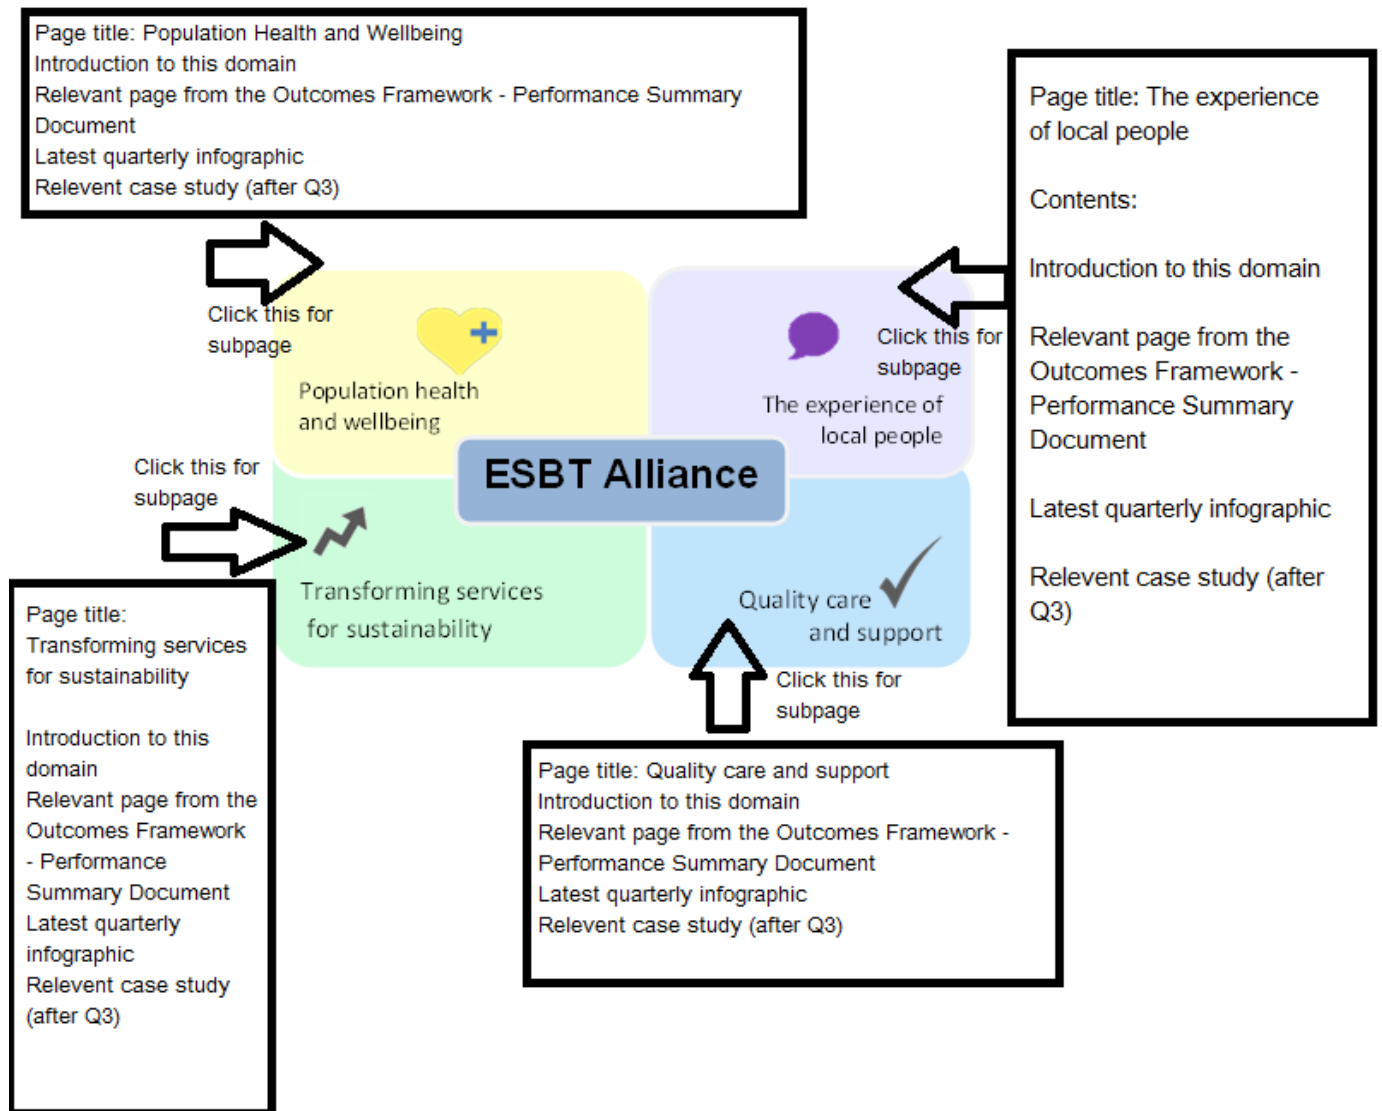 Page title: Population Health and Wellbeing
Introduction to this domain
Relevant page from the Outcomes Framework - Performance Summary
Document
Latest quarterly infographic
Relevent case study (after Q3)
Page title: The experience
of local people
Contents:
Introduction to this domain
Relevant page from the
Outcomes Framework -
Performance Summary
Document
Latest quarterly infographic
Relevent case study (after
Q3)
Click this for
subpage
Population health
and wellbeing
Click this for
subpage
The experience of
local people
ESBT Alliance
Click this for
subpage
Transforming services
for sustainability
Quality care
and support
Click this for
subpage
Page title:
Transforming services
for sustainability
Introduction to this
domain
Relevant page from the
Outcomes Framework
- Performance
Summary Document
Latest quarterly
infographic
Relevent case study
(after Q3)
Page title: Quality care and support
Introduction to this domain
Relevant page from the Outcomes Framework -
Performance Summary Document
Latest quarterly infographic
Relevent case study (after Q3)